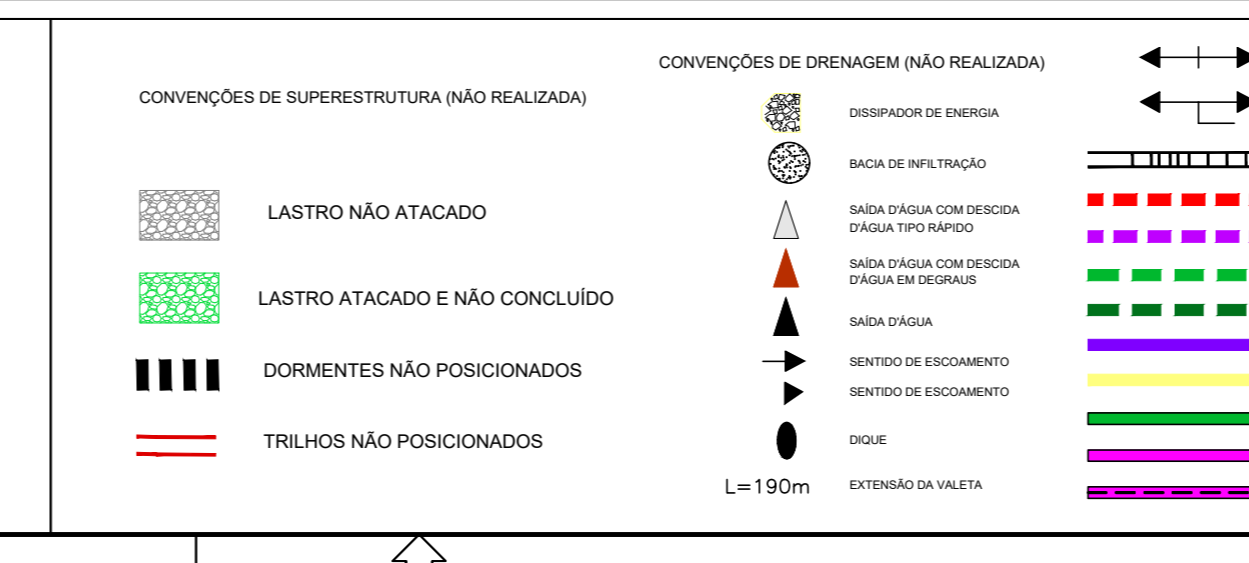 CONVENÇÕES DE SUPERESTRUTURA (NÃO REALIZADA)
LASTRO NÃO ATACADO
LASTRO ATACADO E NÃO CONCLUÍDO
DORMENTES NÃO POSICIONADOS
TRILHOS NÃO POSICIONADOS
CONVENÇÕES DE DRENAGEM (NÃO REALIZADA)
DISSIPADOR DE ENERGIA
BACIA DE INFILTRAÇÃO
SAÍDA D'ÁGUA COM DESCIDA
D'ÁGUA TIPO RÁPIDO
SAÍDA D'ÁGUA COM DESCIDA
D'ÁGUA EM DEGRAUS
SAÍDA D'ÁGUA
SENTIDO DE ESCOAMENTO
SENTIDO DE ESCOAMENTO
DIQUE
L=190m EXTENSÃO DA VALETA